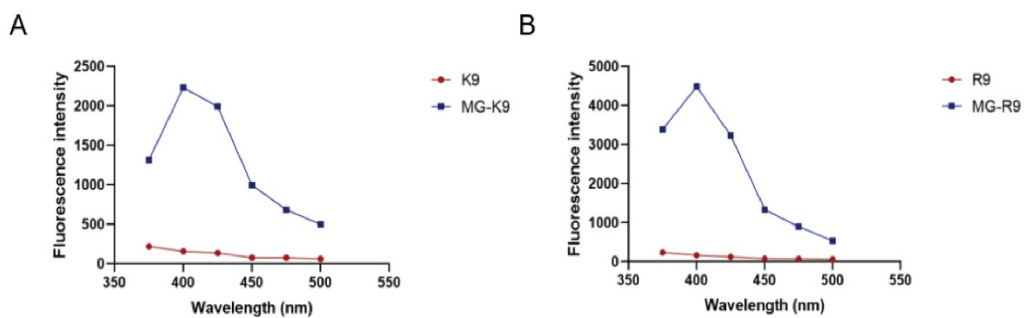 A
Fluorescence intensity
2500
2000
1500
1000
500
0
350
400
450
500
550
Wavelength (nm)
K9
MG-K9
B
Fluorescence intensity
5000
4000
3000
2000
1000
0
350
400
450
500
550
Wavelength (nm)
R9
MG-R9